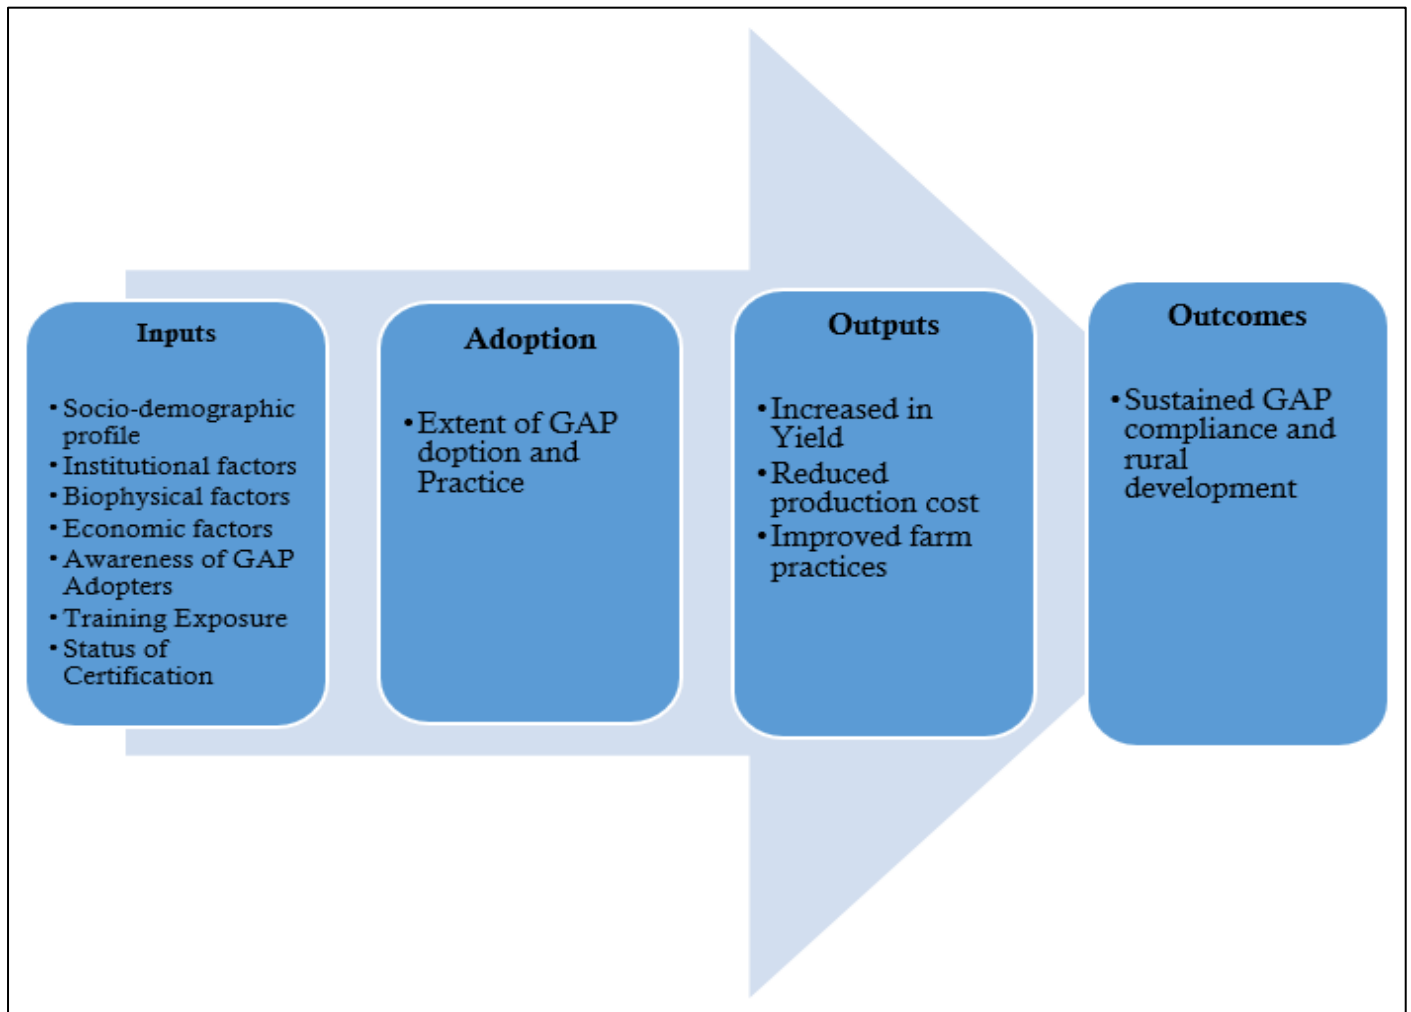 Inputs
• Socio-demographic
profile
• Institutional factors
• Biophysical factors
• Economic factors
• Awareness of GAP
Adopters
• Training Exposure
• Status of
Certification
Adoption
• Extent of GAP
doption and
Practice
Outputs
• Increased in
Yield
• Reduced
production cost
• Improved farm
practices
Outcomes
• Sustained GAP
compliance and
rural
development